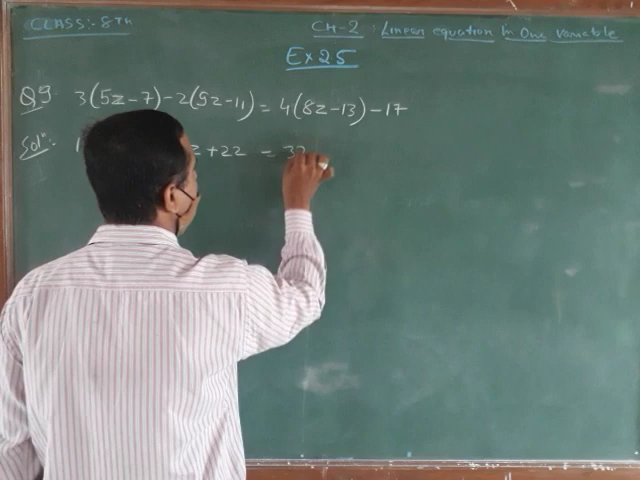 CLASS:- 8Th
CH-2 : Linear equation in One variable
Ex 2.5
Q9 3(5z-7)-2(9z-11) = 4(8z-13)-17
Solⁿ:- 1 z+22 = 32